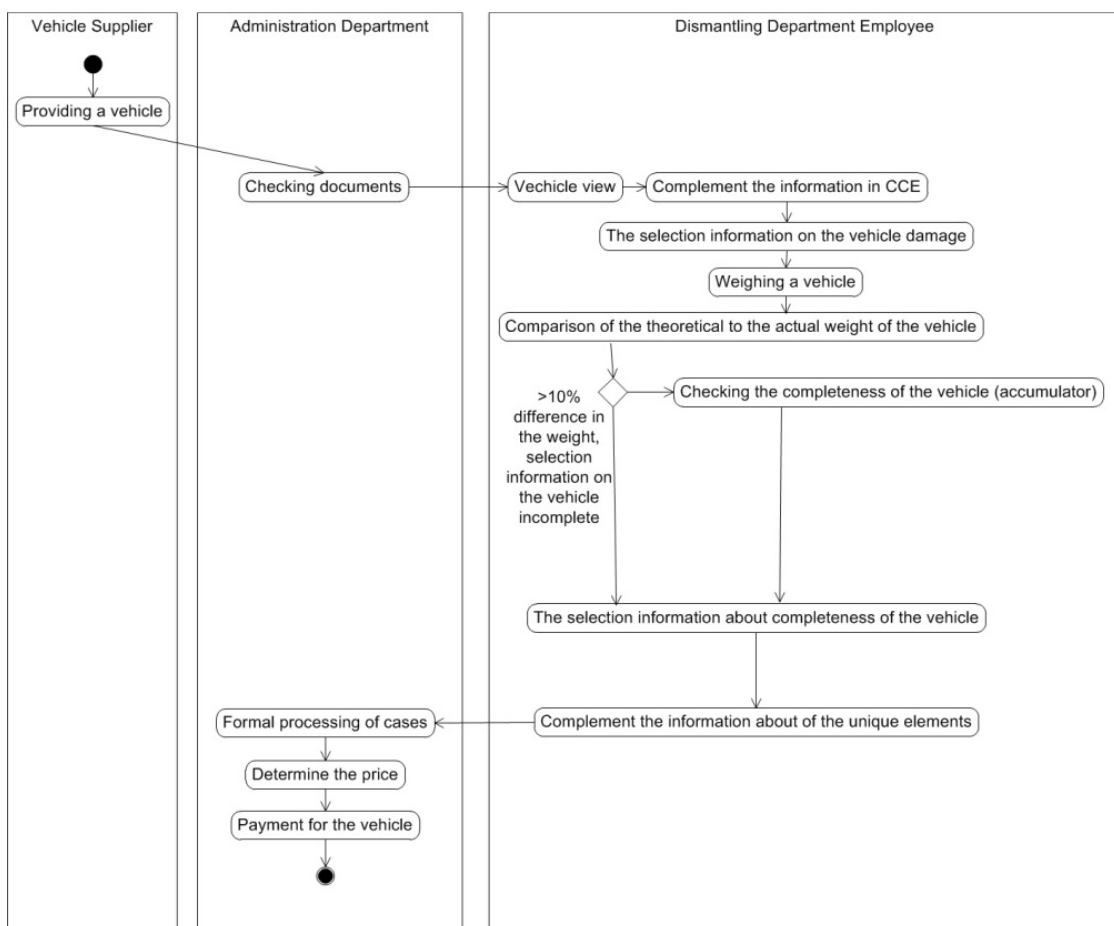 Vehicle Supplier
Administration Department
Dismantling Department Employee
Providing a vehicle
Checking documents
Vechicle view
Complement the information in CCE
The selection information on the vehicle damage
Weighing a vehicle
Comparison of the theoretical to the actual weight of the vehicle
>10%
difference in
the weight,
selection
information on
the vehicle
incomplete
Checking the completeness of the vehicle (accumulator)
The selection information about completeness of the vehicle
Complement the information about of the unique elements
Formal processing of cases
Determine the price
Payment for the vehicle